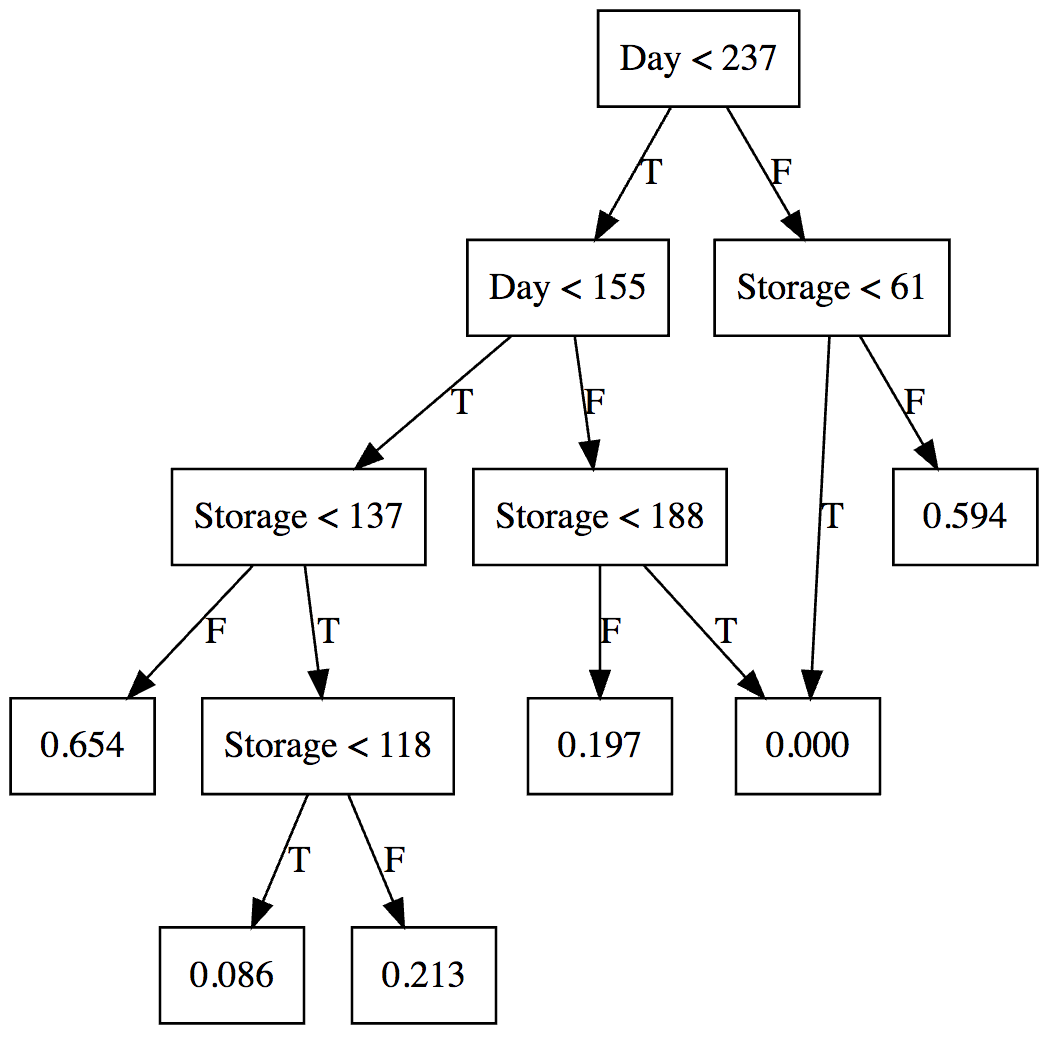 Day < 237
T
F
Day < 155
Storage < 61
T
F
F
Storage < 137
Storage < 188
T
0.594
F
T
F
T
0.654
Storage < 118
0.197
0.000
T
F
0.086
0.213